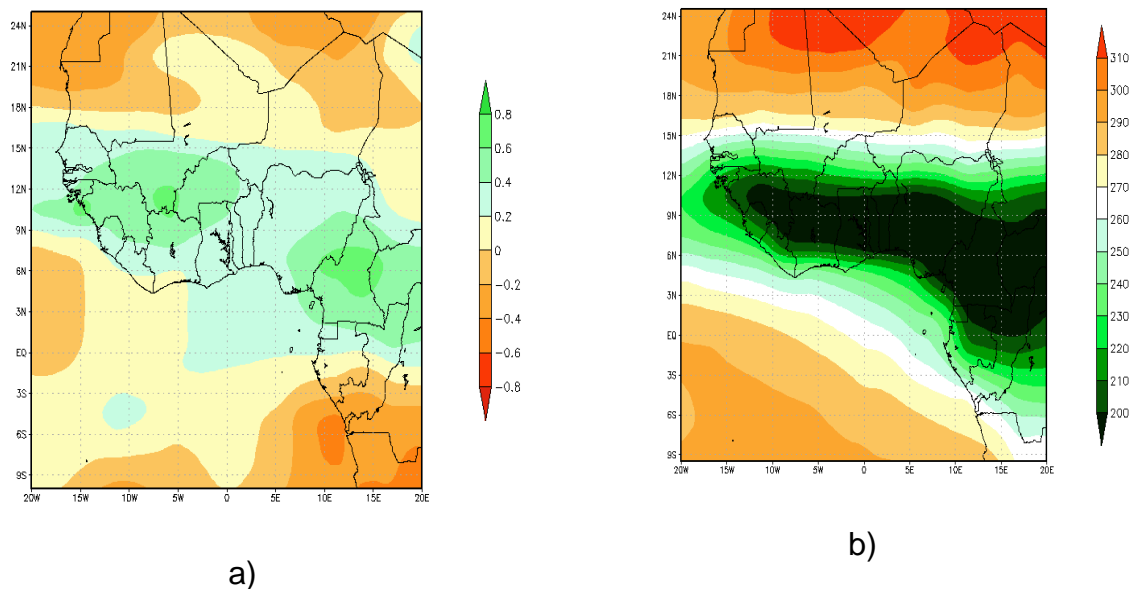 24N
21N
18N
15N
12N
9N
6N
3N
EQ
3S
6S
9S
20W 15W 10W 5W 0 5E 10E 15E 20E
0.8
0.6
0.4
0.2
0
−0.2
−0.4
−0.6
−0.8
a)
24N
21N
18N
15N
12N
9N
6N
3N
EQ
3S
6S
9S
20W 15W 10W 5W 0 5E 10E 15E 20E
310
300
290
280
270
260
250
240
230
220
210
200
b)